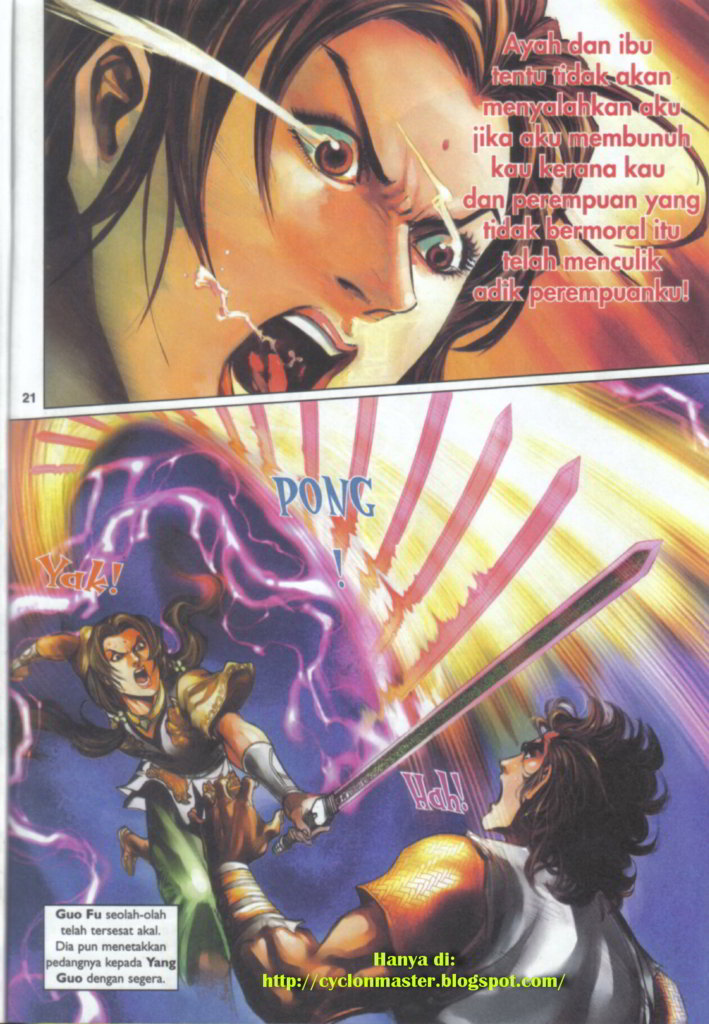 Ayah dan ibu
tentu tidak akan
menyalahkan aku
jika aku membunuh
kau kerana kau
dan perempuan yang
tidak bermoral itu
telah menculik
adik perempuanku!
21
PONG
!
Yak!
Hah!
Guo Fu seolah-olah
telah tersesat akal.
Dia pun menetakkan
pedangnya kepada Yang
Guo dengan segera.
Hanya di:
http://cyclonmaster.blogspot.com/